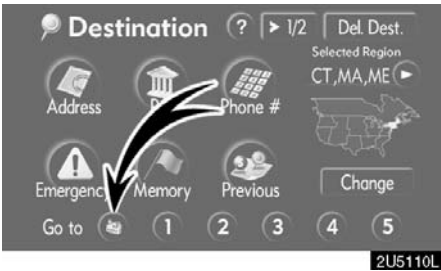 Destination ? > 1/2 Del. Dest.
Selected Region
CT,MA,ME
Address Phone #
Emergency Memory Previous Change
Go to 1 2 3 4 5
2U5110L